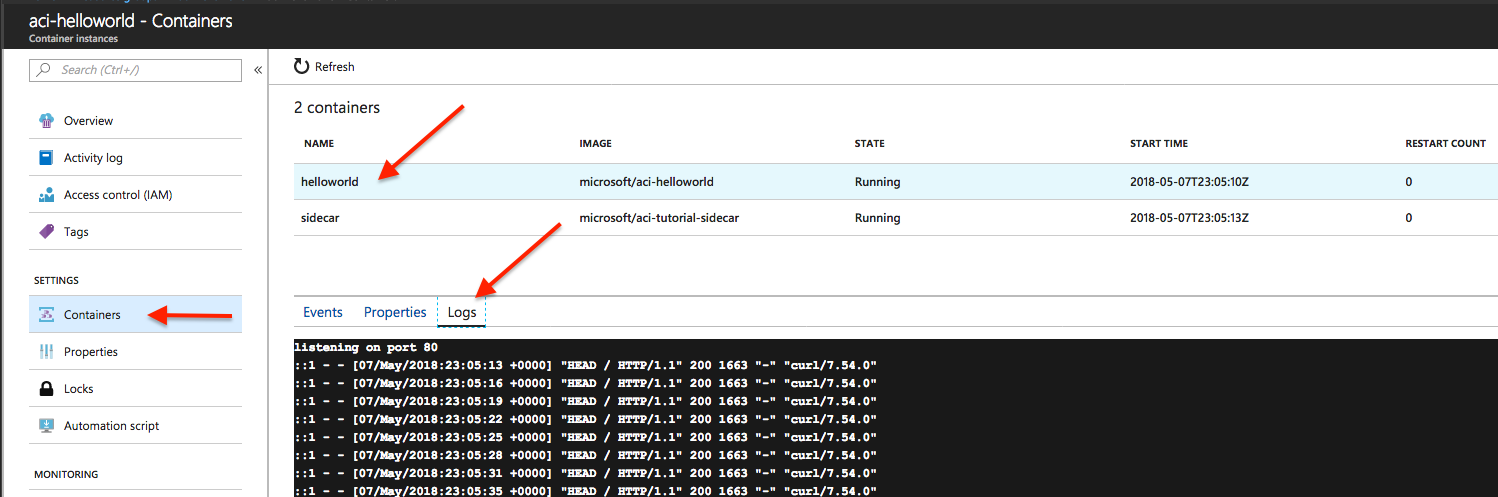 aci-helloworld - Containers
Container instances
Search (Ctrl+/)
«
Overview
Activity log
Access control (IAM)
Tags
SETTINGS
Containers
Properties
Locks
Automation script
MONITORING
Refresh
2 containers
NAME IMAGE STATE START TIME RESTART COUNT
helloworld microsoft/aci-helloworld Running 2018-05-07T23:05:10Z 0
sidecar microsoft/aci-tutorial-sidecar Running 2018-05-07T23:05:13Z 0
Events Properties Logs
listening on port 80
::1 - - [07/May/2018:23:05:13 +0000] "HEAD / HTTP/1.1" 200 1663 "-" "curl/7.54.0"
::1 - - [07/May/2018:23:05:16 +0000] "HEAD / HTTP/1.1" 200 1663 "-" "curl/7.54.0"
::1 - - [07/May/2018:23:05:19 +0000] "HEAD / HTTP/1.1" 200 1663 "-" "curl/7.54.0"
::1 - - [07/May/2018:23:05:22 +0000] "HEAD / HTTP/1.1" 200 1663 "-" "curl/7.54.0"
::1 - - [07/May/2018:23:05:25 +0000] "HEAD / HTTP/1.1" 200 1663 "-" "curl/7.54.0"
::1 - - [07/May/2018:23:05:28 +0000] "HEAD / HTTP/1.1" 200 1663 "-" "curl/7.54.0"
::1 - - [07/May/2018:23:05:31 +0000] "HEAD / HTTP/1.1" 200 1663 "-" "curl/7.54.0"
::1 - - [07/May/2018:23:05:35 +0000] "HEAD / HTTP/1.1" 200 1663 "-" "curl/7.54.0"